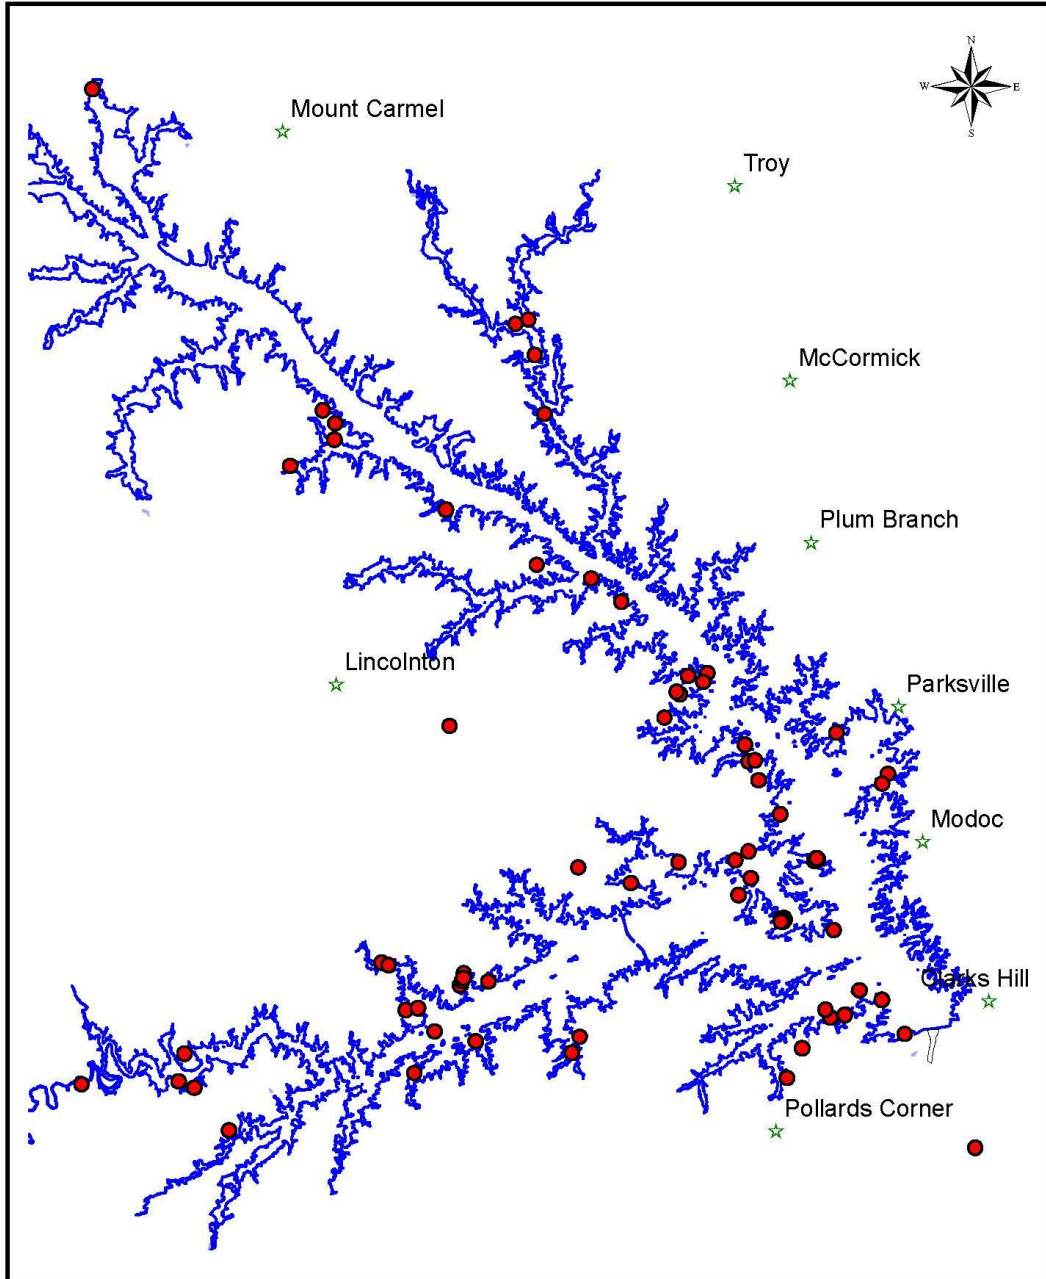 N
Mount Carmel
W
E
S
Troy
McCormick
Plum Branch
Lincolnton
Parksville
Modoc
Clarks Hill
Pollards Corner